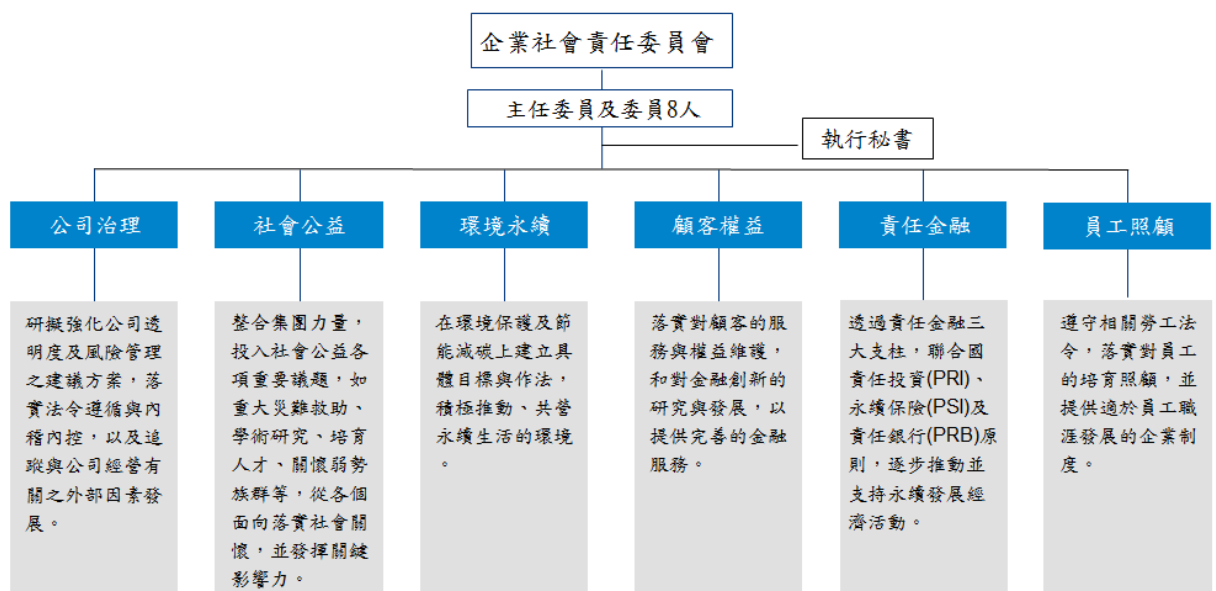 企業社會責任委員會
主任委員及委員8人
執行秘書
公司治理
社會公益
環境永續
顧客權益
責任金融
員工照顧
研擬強化公司透
明度及風險管理
之建議方案，落
實法令遵循與內
稽內控，以及追
蹤與公司經營有
關之外部因素發
展。
整合集團力量，
投入社會公益各
項重要議題，如
重大災難救助、
學術研究、培育
人才、關懷弱勢
族群等，從各個
面向落實社會關
懷，並發揮關鍵
影響力。
在環境保護及節
能減碳上建立具
體目標與作法，
積極推動、共營
永續生活的環境
。
落實對顧客的服
務與權益維護，
和對金融創新的
研究與發展，以
提供完善的金融
服務。
透過責任金融三
大支柱，聯合國
責任投資(PRI)、
永續保險(PSI)及
責任銀行(PRB)原
則，逐步推動並
支持永續發展經
濟活動。
遵守相關勞工法
令，落實對員工
的培育照顧，並
提供適於員工職
涯發展的企業制
度。